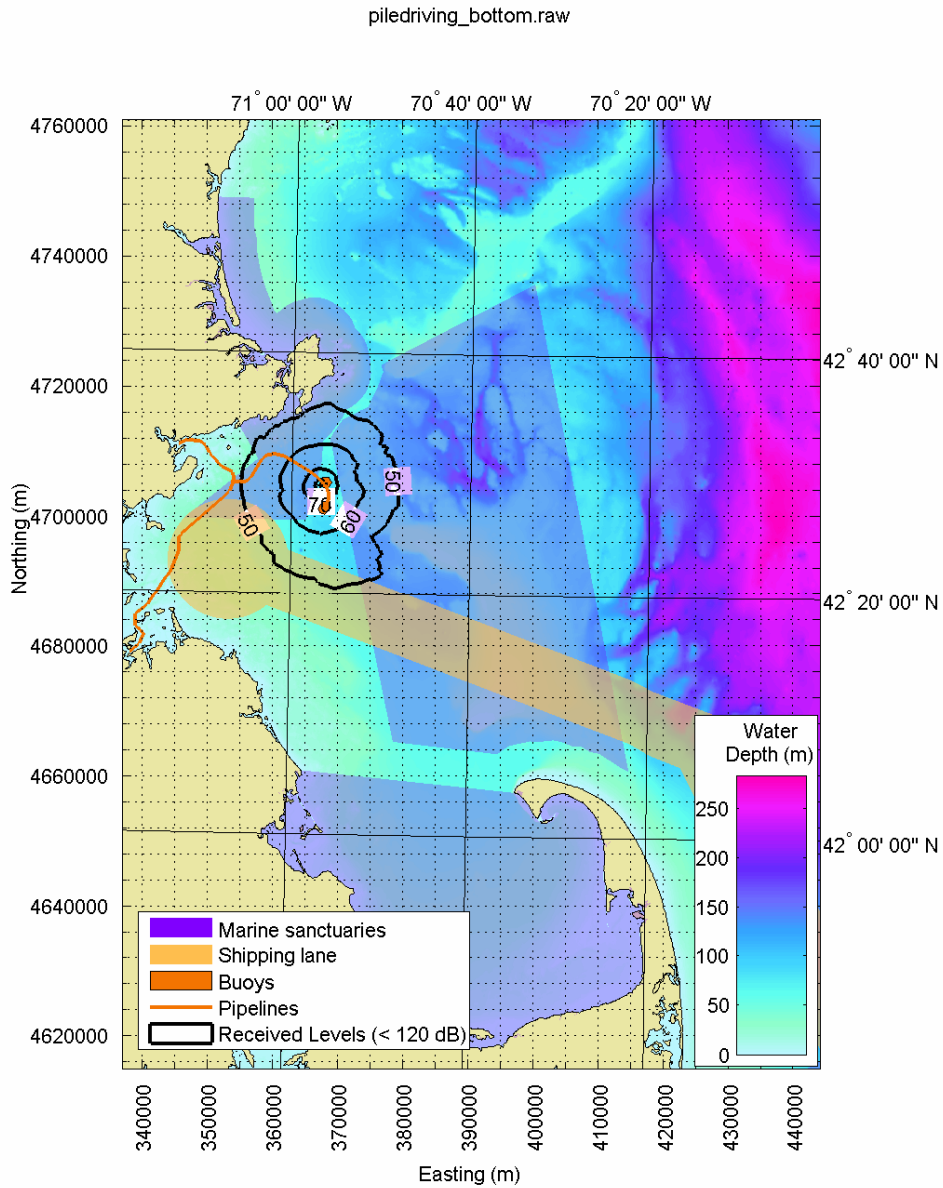 piledriving_bottom.raw
71° 00' 00" W 70° 40' 00" W 70° 20' 00" W
4760000
4740000
42° 40' 00" N
4720000
50
70
50
60
4700000
Northing (m)
42° 20' 00" N
4680000
Water
Depth (m)
4660000
250
200
42° 00' 00" N
150
4640000
Marine sanctuaries
Shipping lane
100
Buoys
50
Pipelines
4620000
Received Levels (< 120 dB)
0
340000 350000 360000 370000 380000 390000 400000 410000 420000 430000 440000
Easting (m)